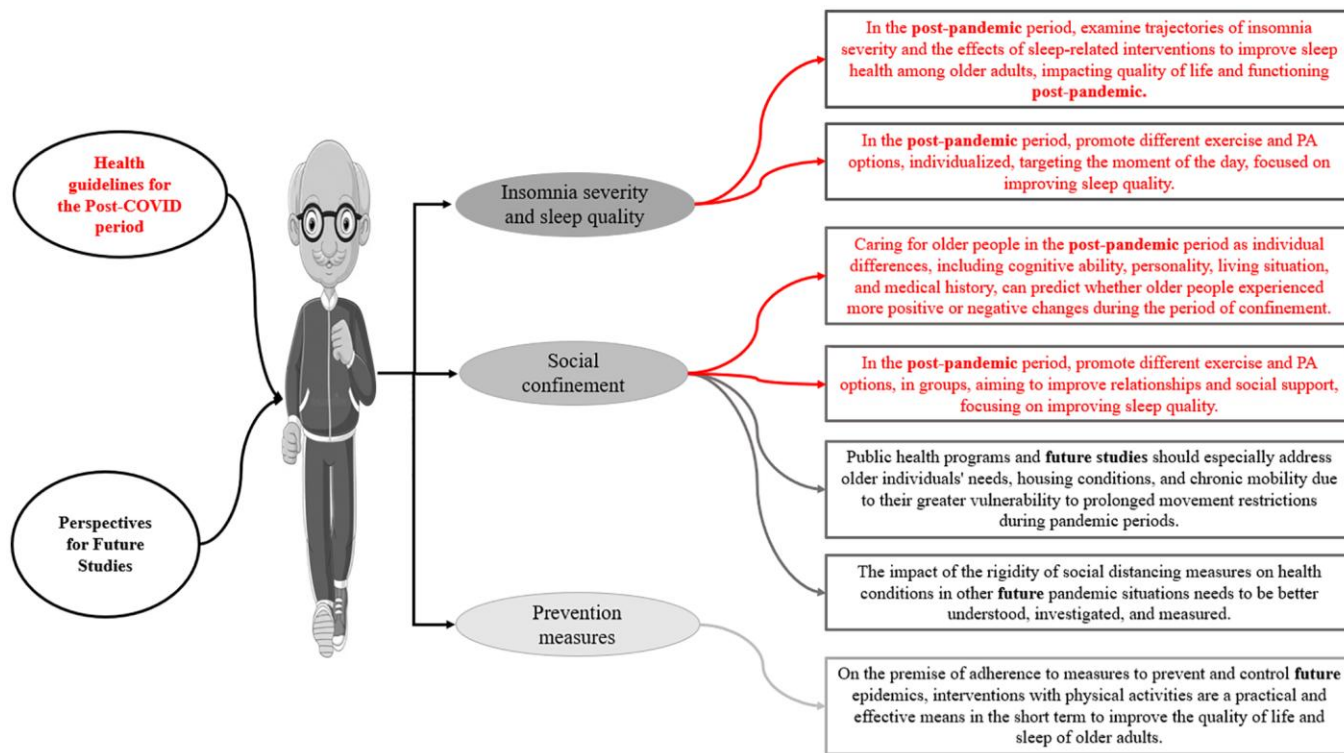 Health
guidelines for
the Post-COVID
period
Perspectives
for Future
Studies
Insomnia severity
and sleep quality
Social
confinement
Prevention
measures
In the post-pandemic period, examine trajectories of insomnia
severity and the effects of sleep-related interventions to improve sleep
health among older adults, impacting quality of life and functioning
post-pandemic.
In the post-pandemic period, promote different exercise and PA
options, individualized, targeting the moment of the day, focused on
improving sleep quality.
Caring for older people in the post-pandemic period as individual
differences, including cognitive ability, personality, living situation,
and medical history, can predict whether older people experienced
more positive or negative changes during the period of confinement.
In the post-pandemic period, promote different exercise and PA
options, in groups, aiming to improve relationships and social support,
focusing on improving sleep quality.
Public health programs and future studies should especially address
older individuals' needs, housing conditions, and chronic mobility due
to their greater vulnerability to prolonged movement restrictions
during pandemic periods.
The impact of the rigidity of social distancing measures on health
conditions in other future pandemic situations needs to be better
understood, investigated, and measured.
On the premise of adherence to measures to prevent and control future
epidemics, interventions with physical activities are a practical and
effective means in the short term to improve the quality of life and
sleep of older adults.